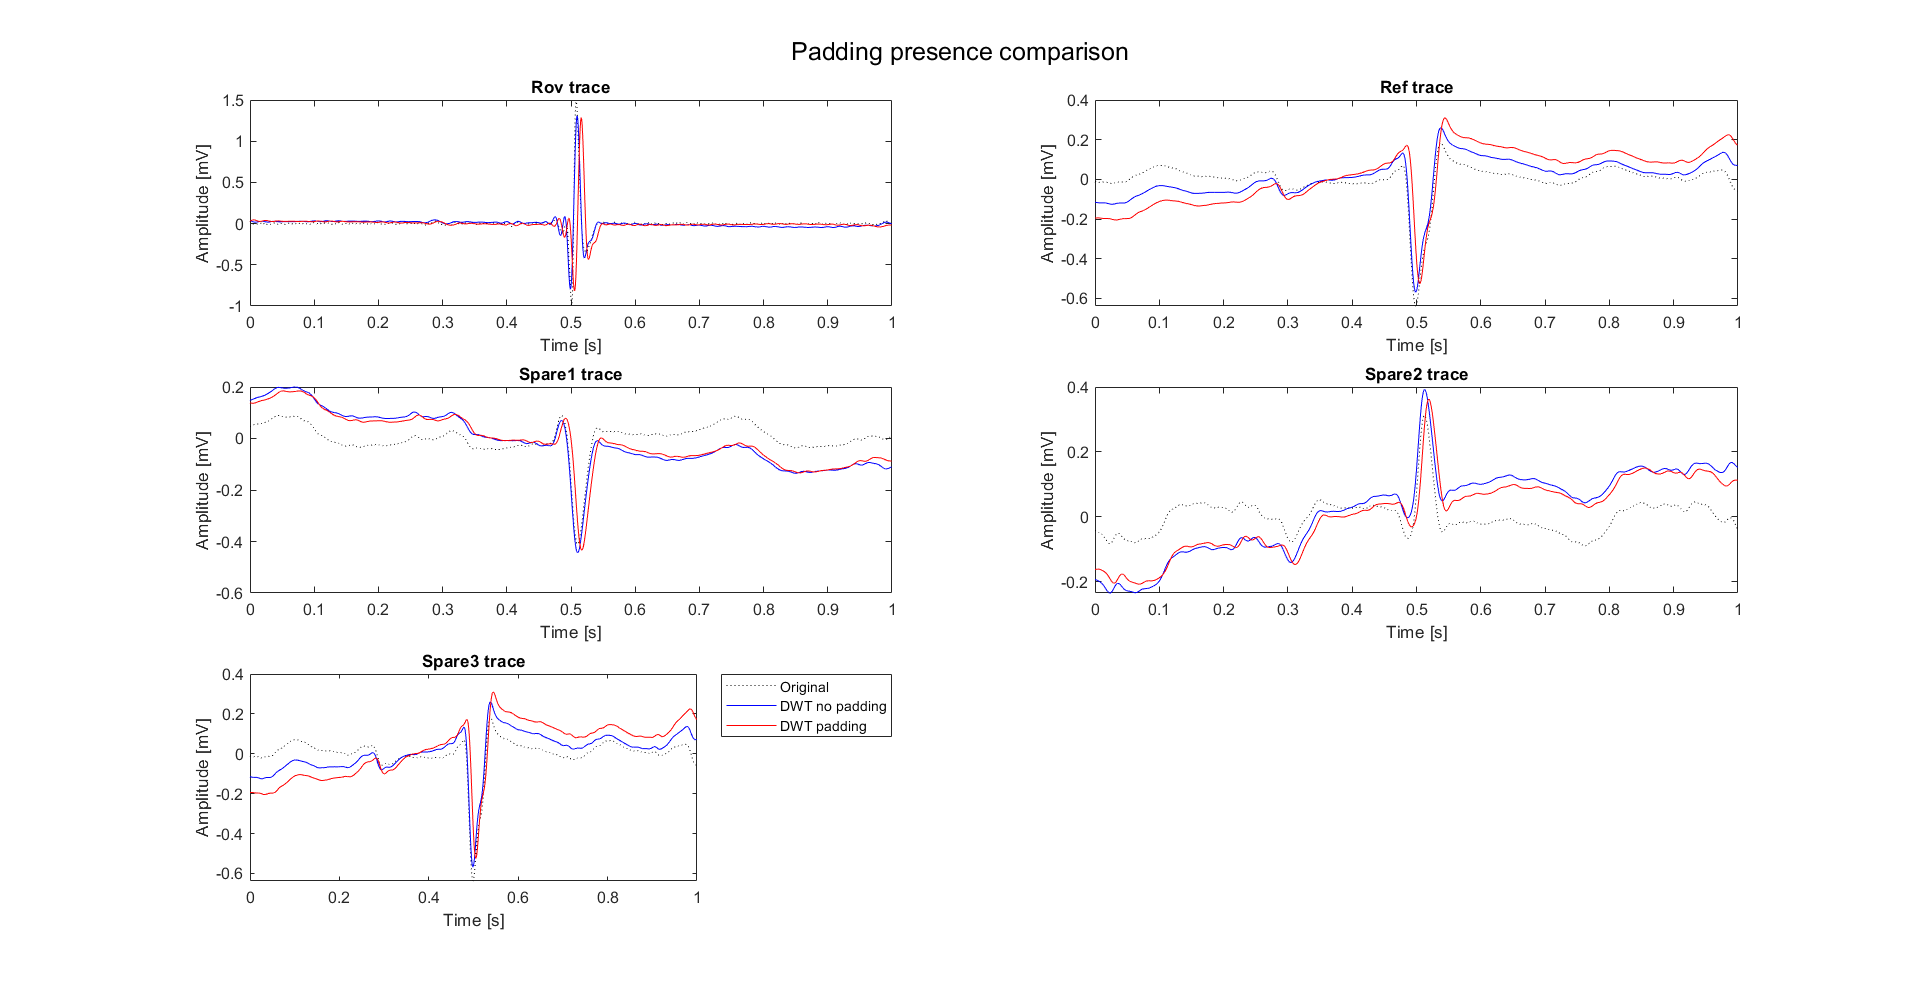 Padding presence comparison
Rov trace
1.5
1
0.5
0
-0.5
-1
Amplitude [mV]
0 0.1 0.2 0.3 0.4 0.5 0.6 0.7 0.8 0.9 1
Time [s]
Ref trace
0.4
0.2
0
-0.2
-0.4
-0.6
Amplitude [mV]
0 0.1 0.2 0.3 0.4 0.5 0.6 0.7 0.8 0.9 1
Time [s]
Spare1 trace
0.2
0
-0.2
-0.4
-0.6
Amplitude [mV]
0 0.1 0.2 0.3 0.4 0.5 0.6 0.7 0.8 0.9 1
Time [s]
Spare2 trace
0.4
0.2
0
-0.2
Amplitude [mV]
0 0.1 0.2 0.3 0.4 0.5 0.6 0.7 0.8 0.9 1
Time [s]
Spare3 trace
0.4
0.2
0
-0.2
-0.4
-0.6
Amplitude [mV]
0 0.2 0.4 0.6 0.8 1
Time [s]
Original
DWT no padding
DWT padding